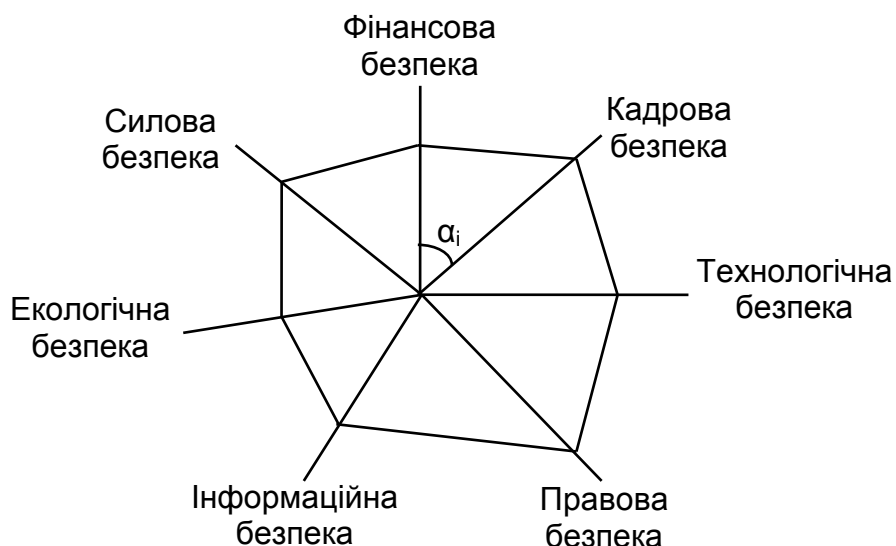 Фінансова
безпека
Кадрова
безпека
Силова
безпека
αi
Технологічна
безпека
Екологічна
безпека
Інформаційна
безпека
Правова
безпека